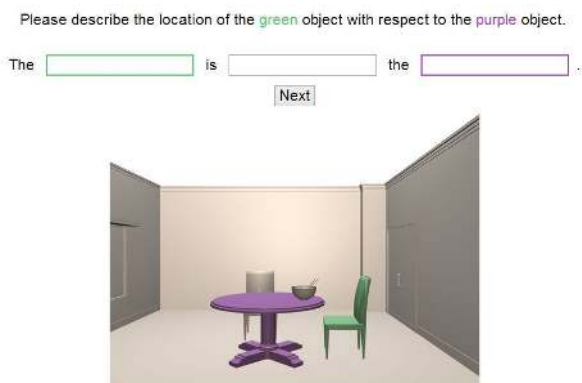 Please describe the location of the green object with respect to the purple object.
The is the .
Next